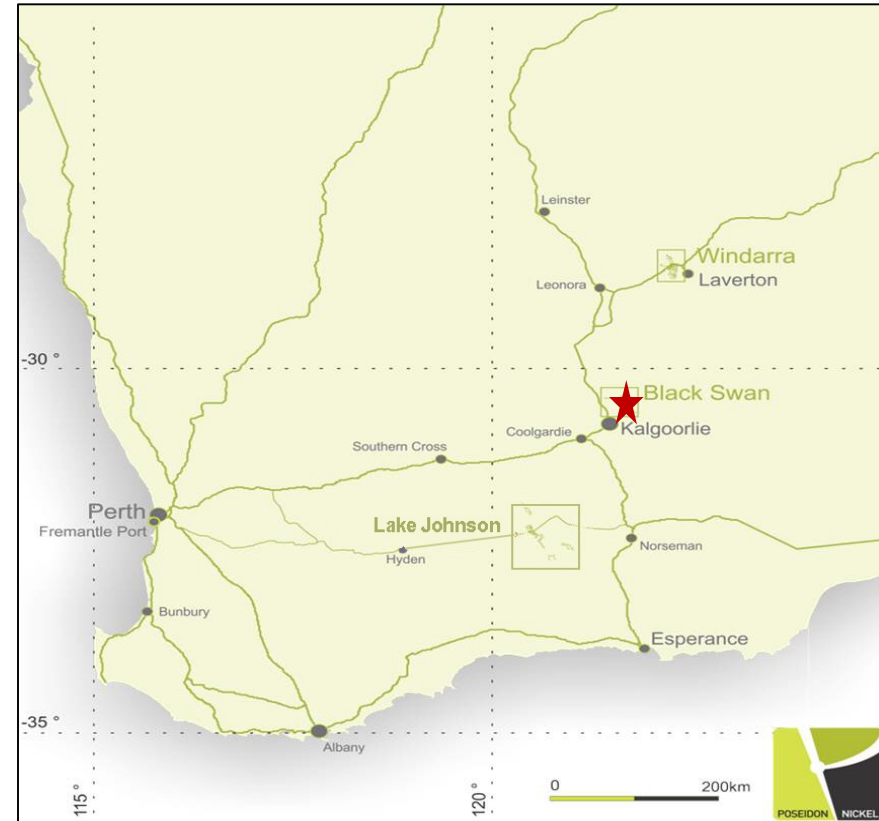 Leinster
Windarra
Laverton
Leonora
-30 °
Black Swan
Kalgoorlie
Coolgardie
Southern Cross
Perth
Fremantle Port
Lake Johnson
Hyden
Norseman
Bunbury
Esperance
-35 °
Albany
115 °
120 °
0
200km
POSEIDON NICKEL